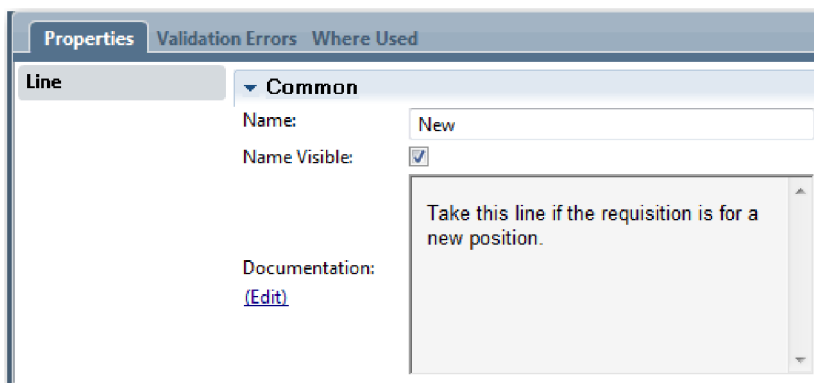 Properties Validation Errors Where Used
Line
Common
Name: New
Name Visible:
Take this line if the requisition is for a
new position.
Documentation:
(Edit)